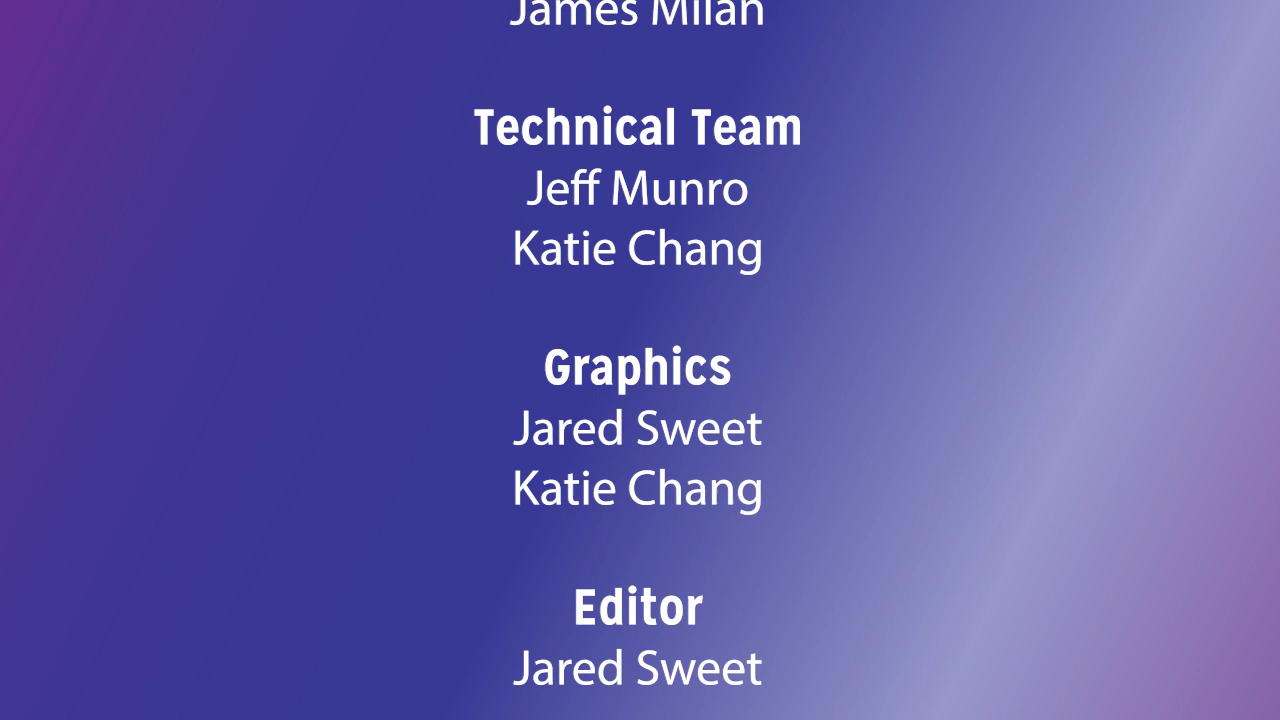 James Milan
Technical Team
Jeff Munro
Katie Chang
Graphics
Jared Sweet
Katie Chang
Editor
Jared Sweet